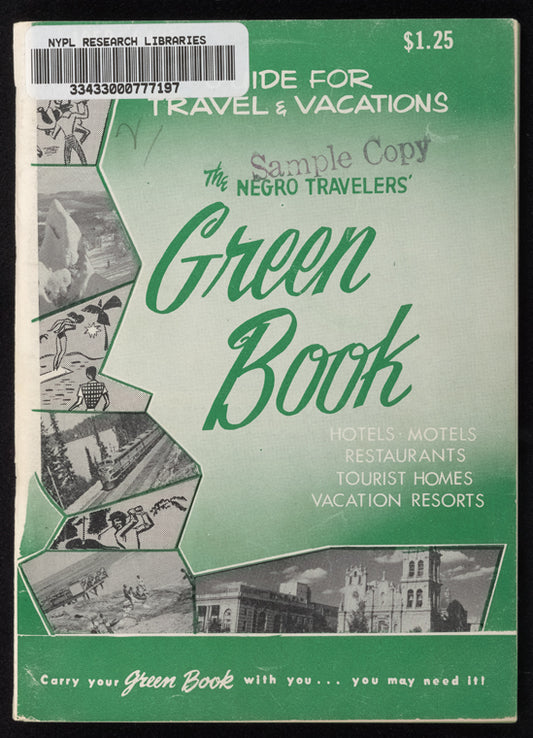 NYPL RESEARCH LIBRARIES
33433000777197
$1.25
IDE FOR
TRAVEL & VACATIONS
Sample Copy
The NEGRO TRAVELERS'
Green
Book
HOTELS · MOTELS
RESTAURANTS
TOURIST HOMES
VACATION RESORTS
Carry your Green Book with you... you may need it!